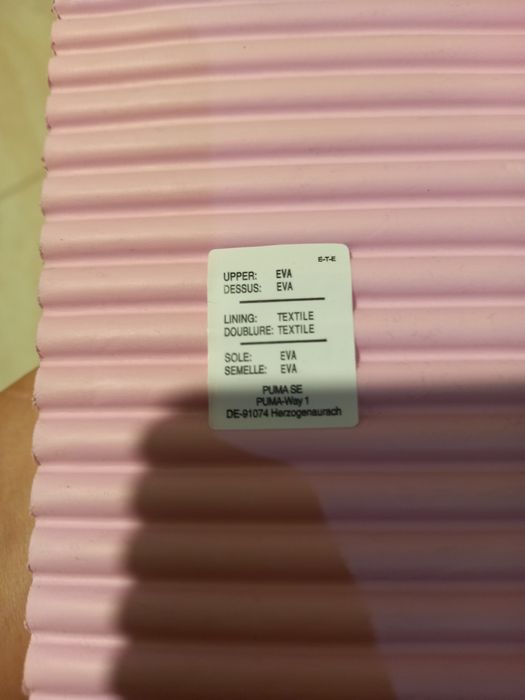 E-T-E
UPPER: EVA
DESSUS: EVA
LINING: TEXTILE
DOUBLURE: TEXTILE
SOLE: EVA
SEMELLE: EVA
PUMA SE
PUMA-Way 1
DE-91074 Herzogenaurach